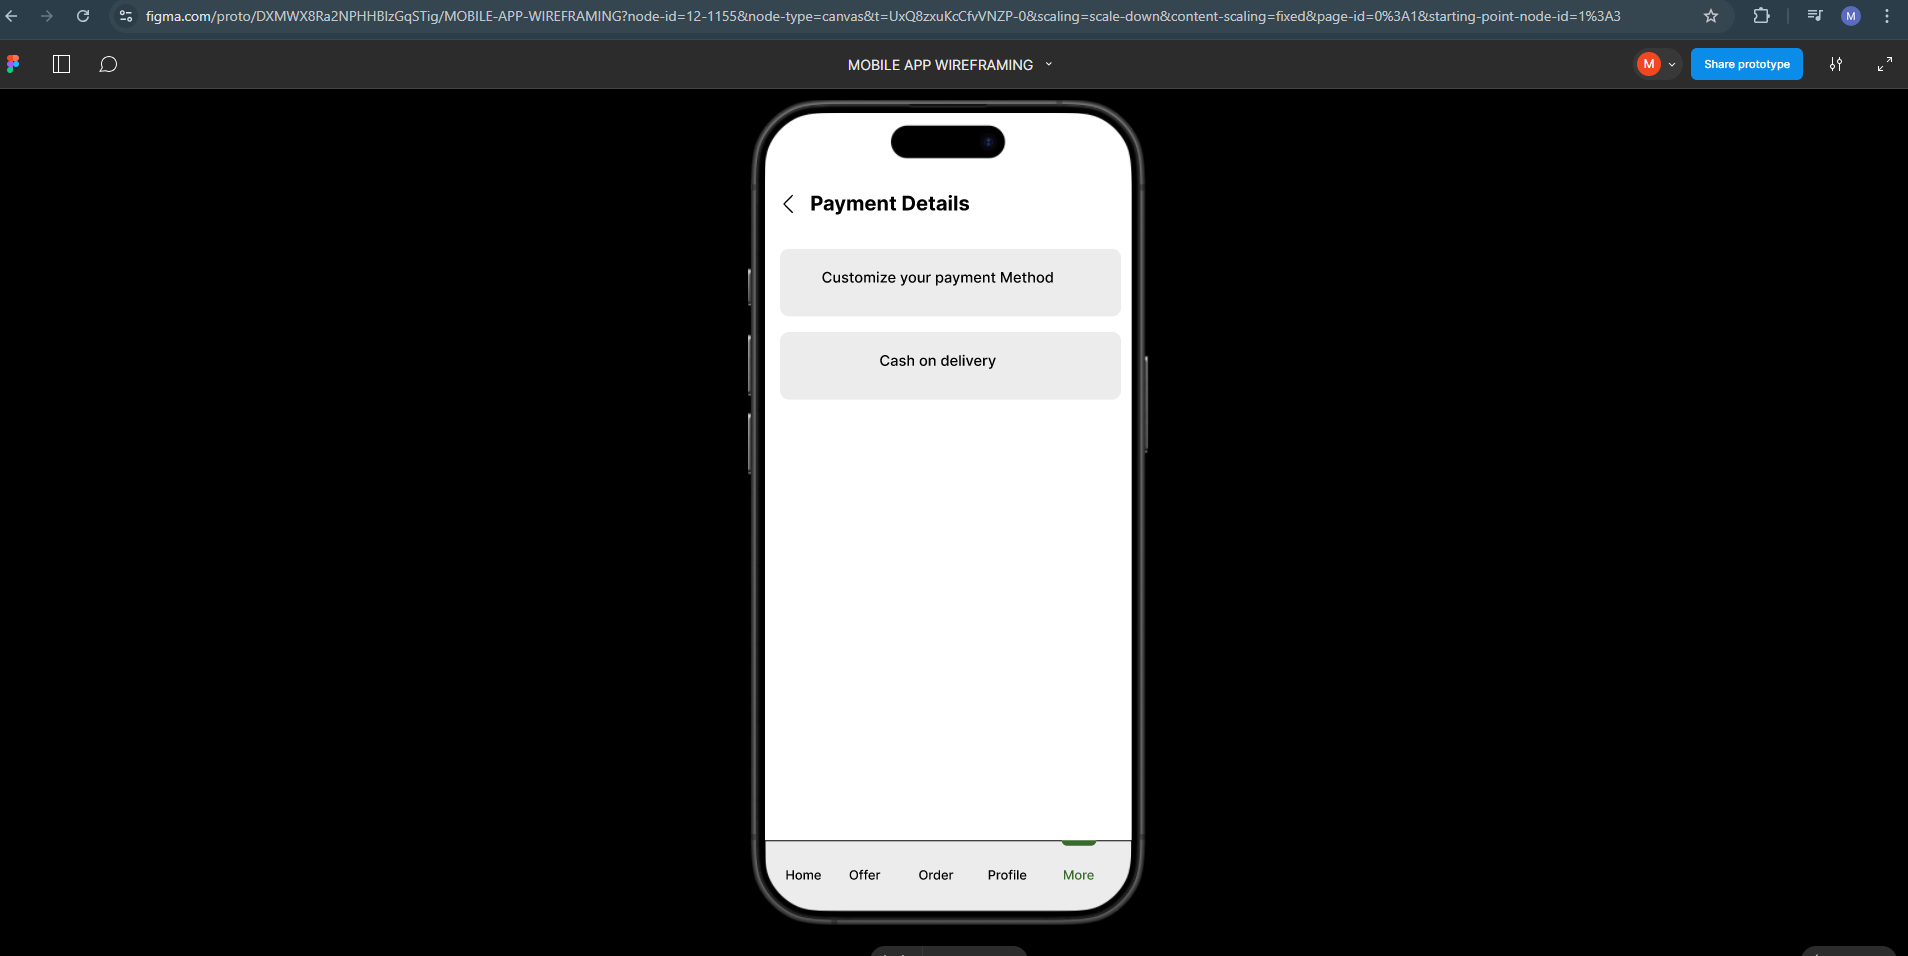 figma.com/proto/DXMWX8Ra2NPHHBlzGqSTig/MOBILE-APP-WIREFRAMING?node-id=12-1155&node-type=canvas&t=UxQ8zxuKcCfvVNZP-0&scaling=scale-down&content-scaling=fixed&page-id=0%3A1&starting-point-node-id=1%3A3
M
MOBILE APP WIREFRAMING
M
Share prototype
Payment Details
Customize your payment Method
Cash on delivery
Home Offer Order Profile More